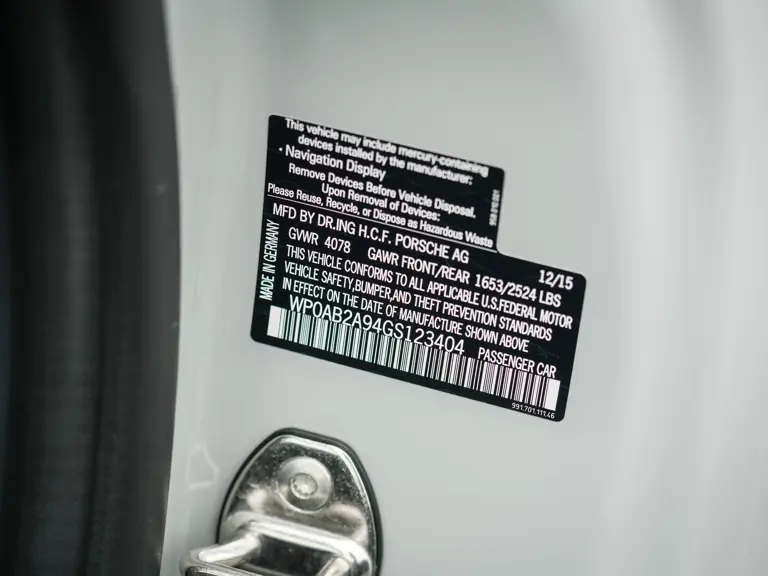 This vehicle may include mercury-containing
devices installed by the manufacturer:
• Navigation Display
Remove Devices Before Vehicle Disposal.
Upon Removal of Devices:
Please Reuse, Recycle, or Dispose as Hazardous Waste
MFD BY DR.ING H.C.F. PORSCHE AG 12/15
GVWR 4078 GAWR FRONT/REAR 1653/2524 LBS
THIS VEHICLE CONFORMS TO ALL APPLICABLE U.S.FEDERAL MOTOR
VEHICLE SAFETY,BUMPER,AND THEFT PREVENTION STANDARDS
IN EFFECT ON THE DATE OF MANUFACTURE SHOWN ABOVE
WP0AB2A94GS123404 PASSENGER CAR
MADE IN GERMANY
991.701.111.46